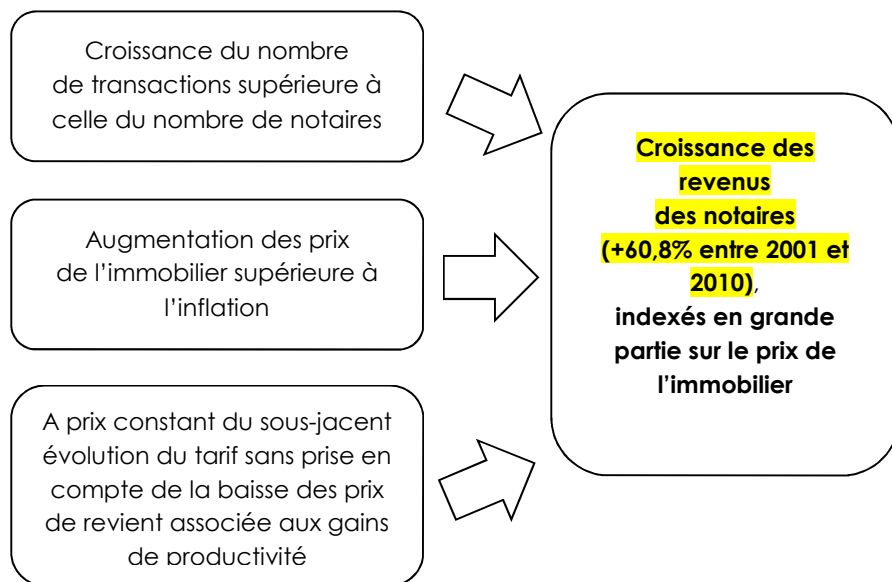 Croissance du nombre
de transactions supérieure à
celle du nombre de notaires
Augmentation des prix
de l'immobilier supérieure à
l'inflation
A prix constant du sous-jacent
évolution du tarif sans prise en
compte de la baisse des prix
de revient associée aux gains
de productivité
Croissance des
revenus
des notaires
(+60,8% entre 2001 et
2010),
indexés en grande
partie sur le prix de
l'immobilier